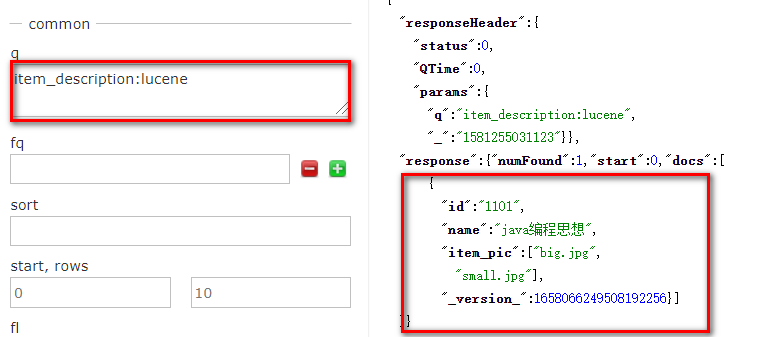 common
q
item_description:lucene
fq
sort
start, rows
0 10
fl
{
"responseHeader":{
"status":0,
"QTime":0,
"params":{
"q":"item_description:lucene",
"_":"1581255031123"}},
"response":{"numFound":1,"start":0,"docs":[
{
"id":"1101",
"name":"java编程思想",
"item_pic":["big.jpg",
"small.jpg"],
"_version_":1658066249508192256}]
}}